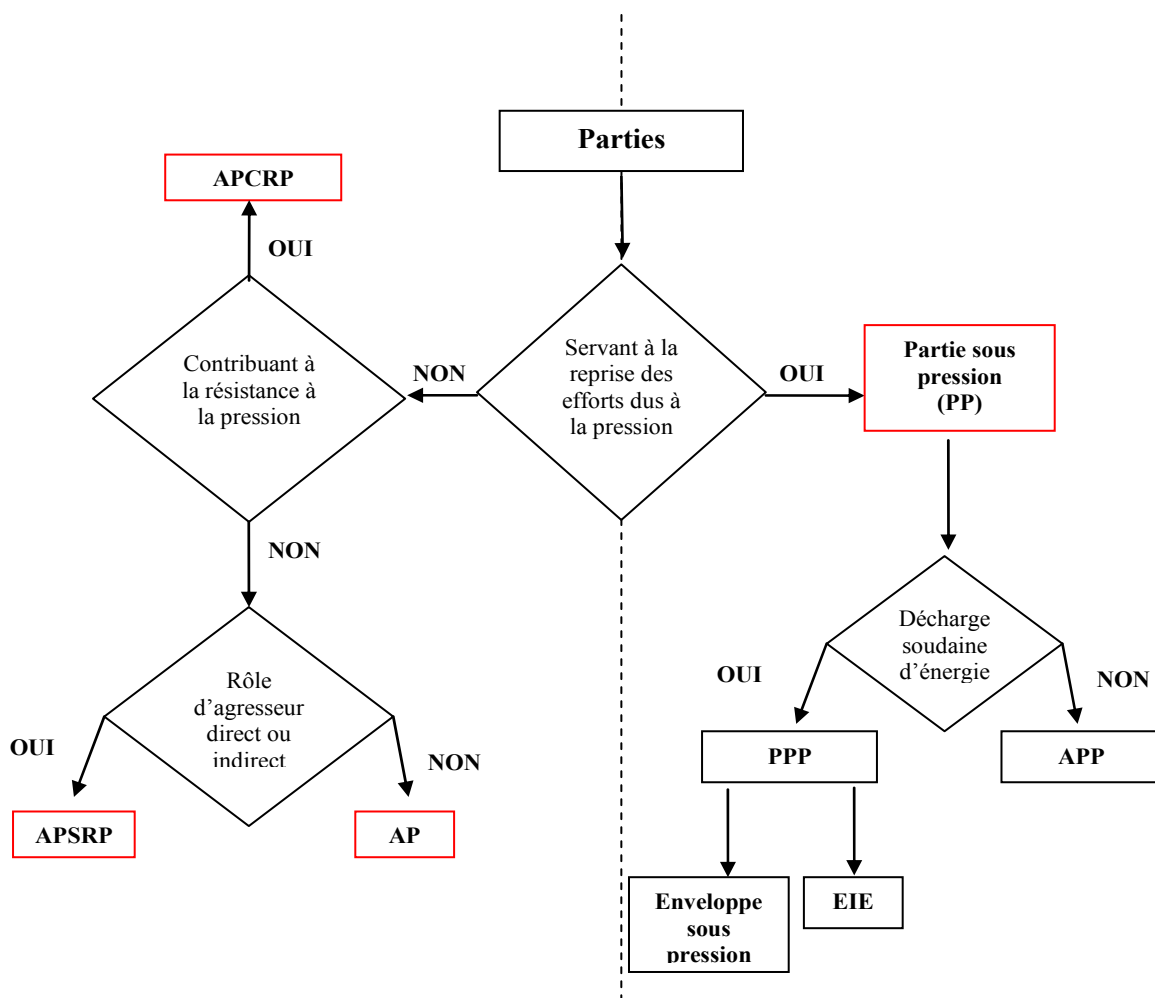 Parties
APCRP
OUI
Contribuant à
la résistance à
la pression
NON
Servant à la
reprise des
efforts dus à
la pression
OUI
Partie sous
pression
(PP)
NON
Rôle
d’agresseur
direct ou
indirect
OUI
NON
APSRP
AP
Décharge
soudaine
d’énergie
OUI
NON
PPP
APP
Enveloppe
sous
pression
EIE